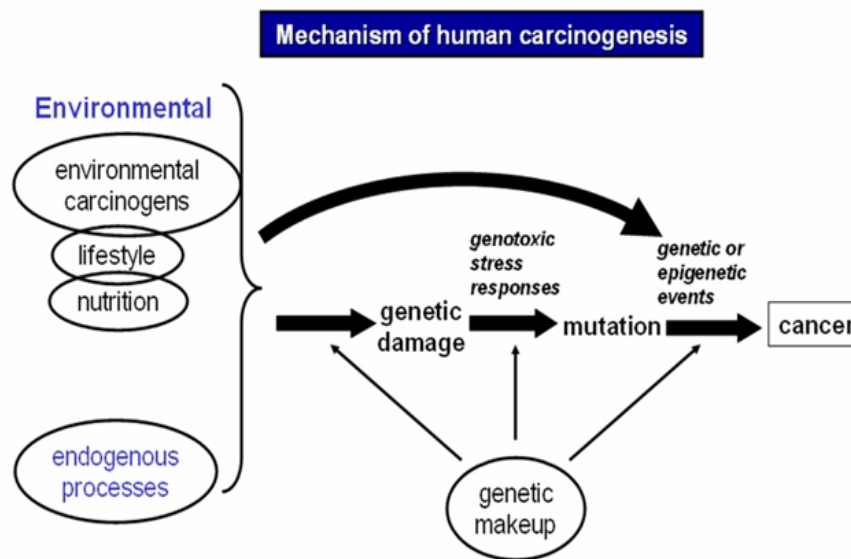 Mechanism of human carcinogenesis
Environmental
environmental
carcinogens
lifestyle
nutrition
endogenous
processes
genetic
damage
genotoxic
stress
responses
mutation
genetic or
epigenetic
events
cancer
genetic
makeup